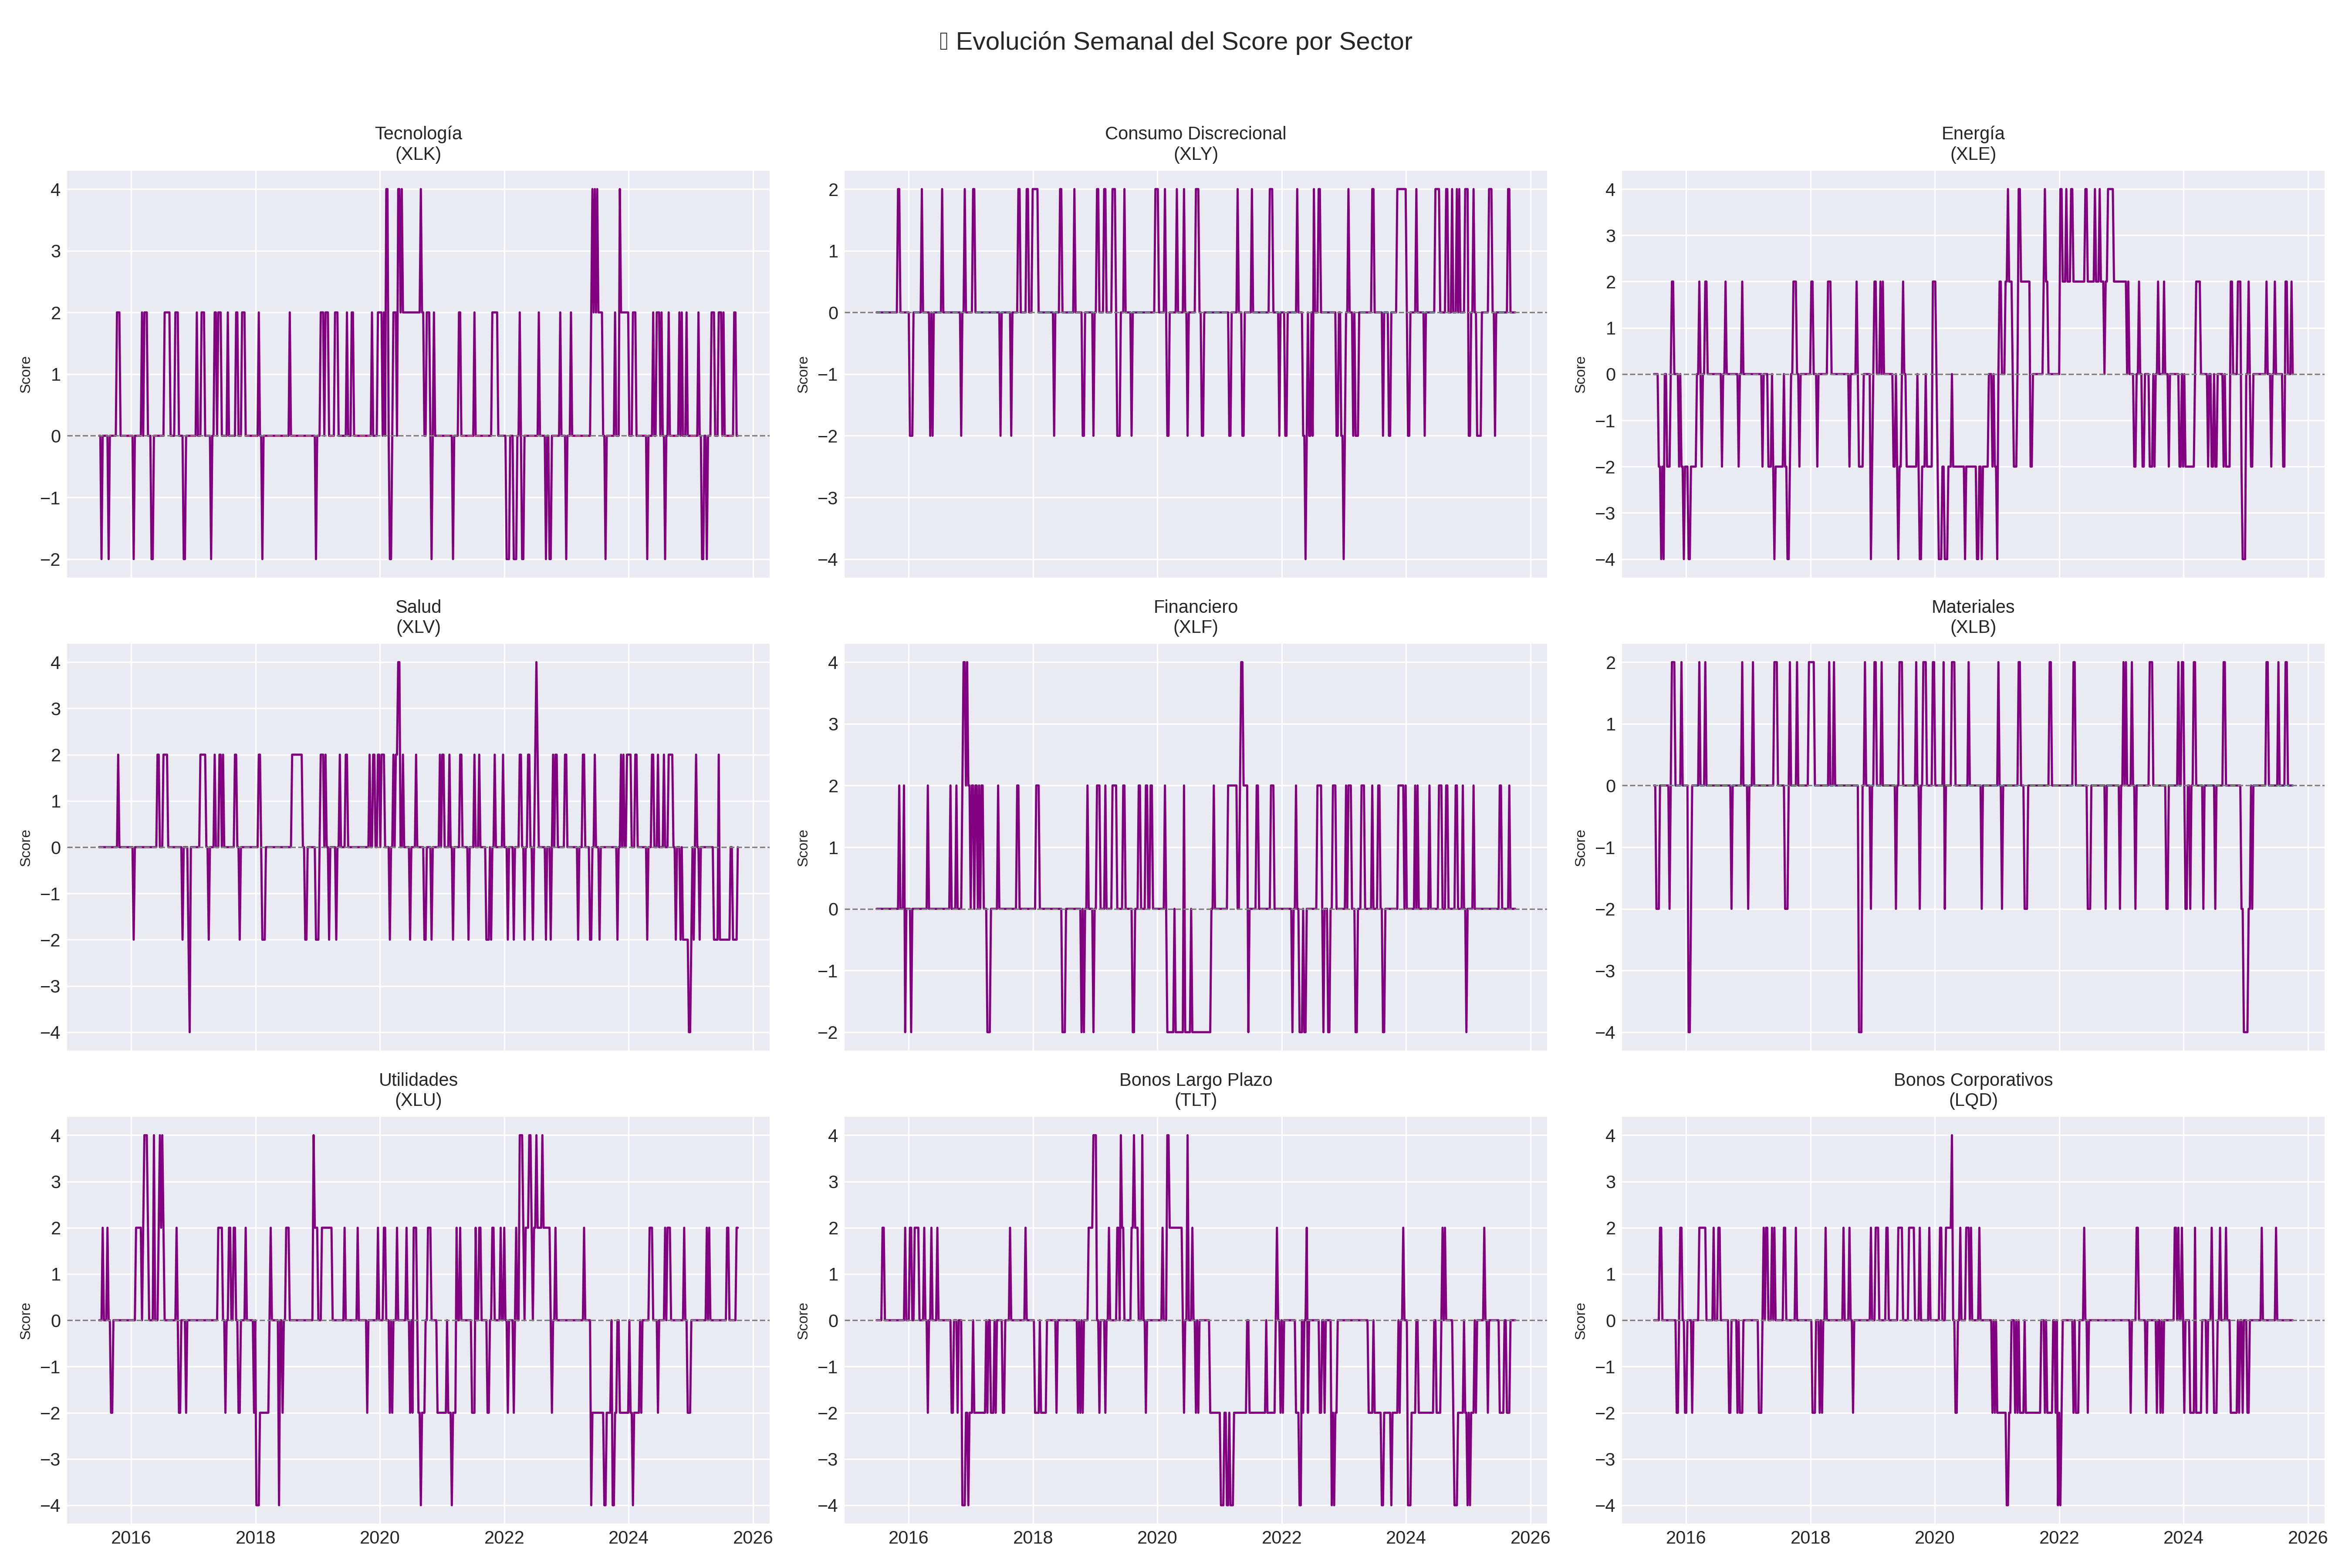 Evolución Semanal del Score por Sector
Tecnología
(XLK)
Consumo Discrecional
(XLY)
Energía
(XLE)
4
3
2
1
0
−1
−2
Score
2
1
0
−1
−2
−3
−4
Score
4
3
2
1
0
−1
−2
−3
−4
Score
Salud
(XLV)
Financiero
(XLF)
Materiales
(XLB)
4
3
2
1
0
−1
−2
−3
−4
Score
4
3
2
1
0
−1
−2
Score
2
1
0
−1
−2
−3
−4
Score
Utilidades
(XLU)
Bonos Largo Plazo
(TLT)
Bonos Corporativos
(LQD)
4
3
2
1
0
−1
−2
−3
−4
Score
4
3
2
1
0
−1
−2
−3
−4
Score
4
3
2
1
0
−1
−2
−3
−4
Score
2016 2018 2020 2022 2024 2026
2016 2018 2020 2022 2024 2026
2016 2018 2020 2022 2024 2026